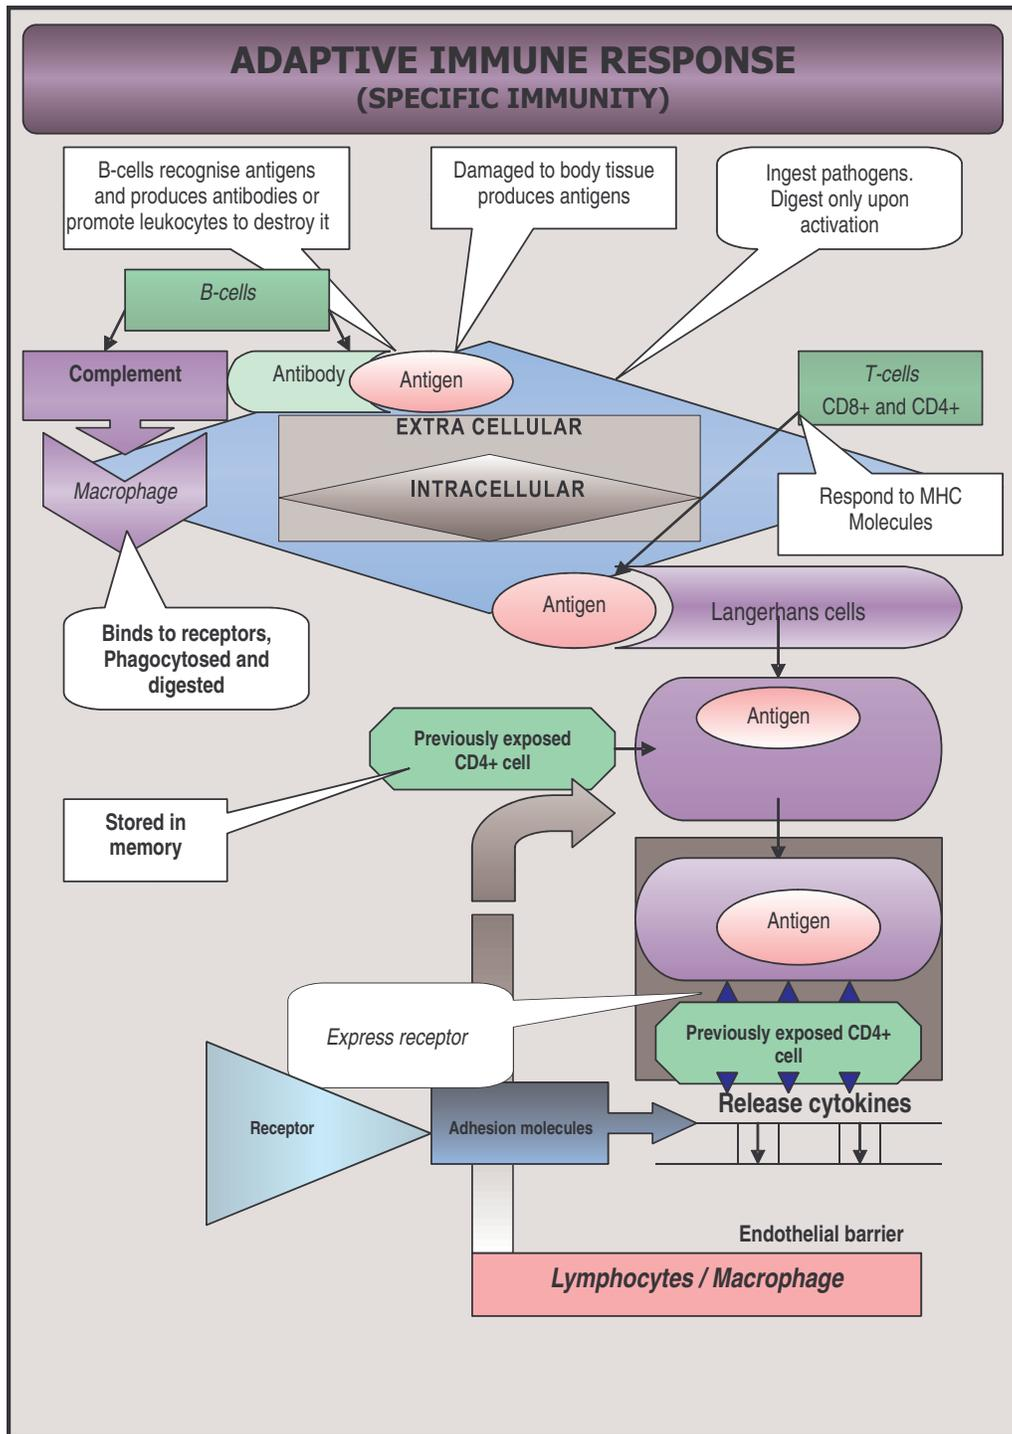 ADAPTIVE IMMUNE RESPONSE
(SPECIFIC IMMUNITY)
B-cells recognise antigens
and produces antibodies or
promote leukocytes to destroy it
Damaged to body tissue
produces antigens
Ingest pathogens.
Digest only upon
activation
B-cells
Complement
Antibody
Antigen
T-cells
CD8+ and CD4+
EXTRA CELLULAR
INTRACELLULAR
Macrophage
Respond to MHC
Molecules
Antigen
Langerhans cells
Binds to receptors,
Phagocytosed and
digested
Antigen
Previously exposed
CD4+ cell
Stored in
memory
Antigen
Express receptor
Previously exposed CD4+
cell
Release cytokines
Receptor
Adhesion molecules
Endothelial barrier
Lymphocytes / Macrophage